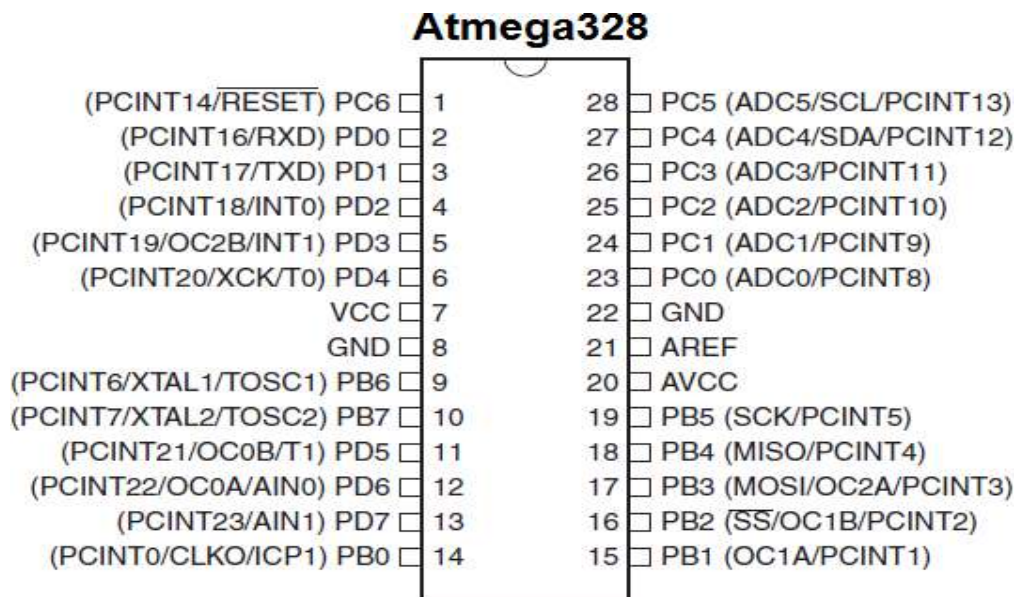 Atmega328
(PCINT14/RESET) PC6 1 28 PC5 (ADC5/SCL/PCINT13)
(PCINT16/RXD) PD0 2 27 PC4 (ADC4/SDA/PCINT12)
(PCINT17/TXD) PD1 3 26 PC3 (ADC3/PCINT11)
(PCINT18/INT0) PD2 4 25 PC2 (ADC2/PCINT10)
(PCINT19/OC2B/INT1) PD3 5 24 PC1 (ADC1/PCINT9)
(PCINT20/XCK/T0) PD4 6 23 PC0 (ADC0/PCINT8)
VCC 7 22 GND
GND 8 21 AREF
(PCINT6/XTAL1/TOSC1) PB6 9 20 AVCC
(PCINT7/XTAL2/TOSC2) PB7 10 19 PB5 (SCK/PCINT5)
(PCINT21/OC0B/T1) PD5 11 18 PB4 (MISO/PCINT4)
(PCINT22/OC0A/AIN0) PD6 12 17 PB3 (MOSI/OC2A/PCINT3)
(PCINT23/AIN1) PD7 13 16 PB2 (SS/OC1B/PCINT2)
(PCINT0/CLKO/ICP1) PB0 14 15 PB1 (OC1A/PCINT1)